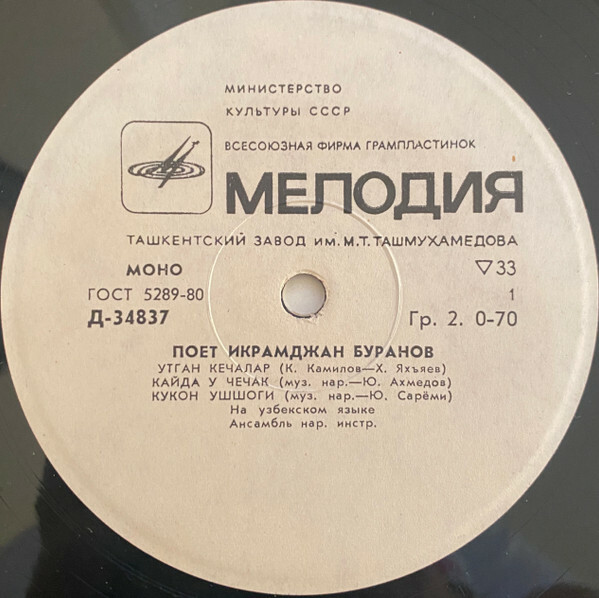 МИНИСТЕРСТВО
КУЛЬТУРЫ СССР
ВСЕСОЮЗНАЯ ФИРМА ГРАМПЛАСТИНОК
МЕЛОДИЯ
ТАШКЕНТСКИЙ ЗАВОД ИМ. М.Т. ТАШМУХАМЕДОВА
МОНО ▽33
ГОСТ 5289-80 1
Д-34837 Гр. 2. 0-70
ПОЕТ ИКРАМДЖАН БУРАНОВ
УТГАН КЕЧАЛАР (К. Камилов—Х. Яхъяев)
КАЙДА У ЧЕЧАК (муз. нар.—Ю. Ахмедов)
КУКОН УШШОГИ (муз. нар.—Ю. Сарёми)
На узбекском языке
Ансамбль нар. инстр.